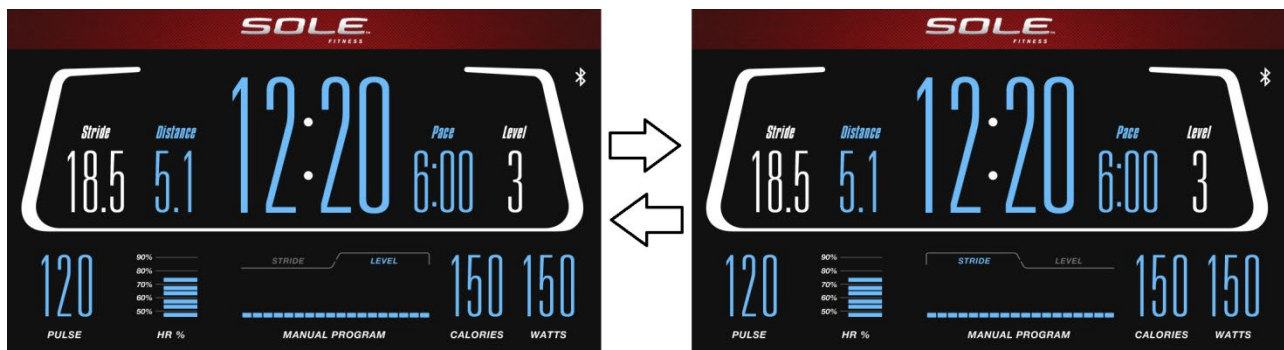 SOLE
FITNESS
12:20
Stride Distance Pace Level
18.5 5.1 6:00 3
120
90%
80%
70%
60%
50%
STRIDE LEVEL
150 150
PULSE HR % MANUAL PROGRAM CALORIES WATTS
SOLE
FITNESS
12:20
Stride Distance Pace Level
18.5 5.1 6:00 3
120
90%
80%
70%
60%
50%
STRIDE LEVEL
150 150
PULSE HR % MANUAL PROGRAM CALORIES WATTS